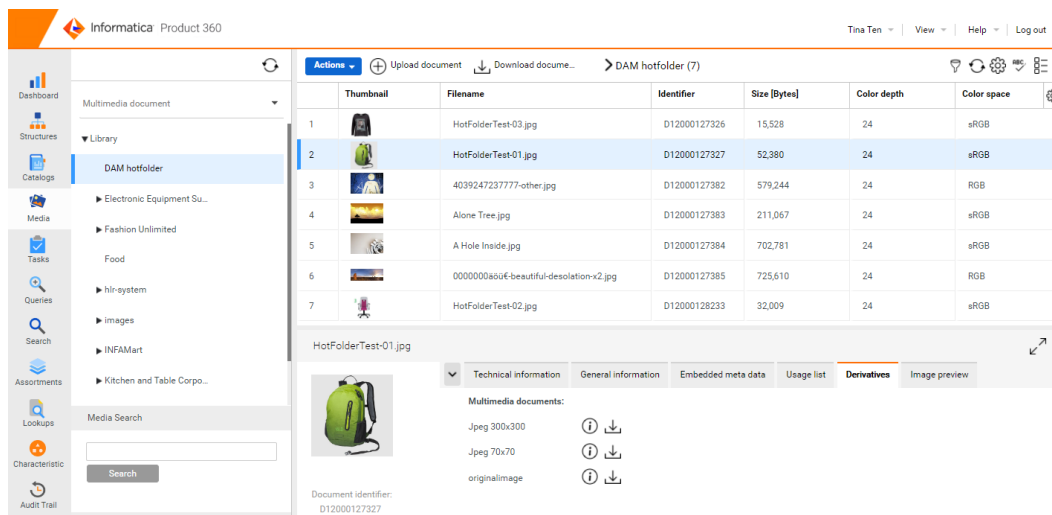 Informatica Product 360
Tina Ten View Help Log out
Dashboard
Structures
Catalogs
Media
Tasks
Queries
Search
Assortments
Lookups
Characteristic
Audit Trail
Multimedia document
Library
DAM hotfolder
Electronic Equipment Su...
Fashion Unlimited
Food
hlr-system
images
INFAMart
Kitchen and Table Corpo...
Media Search
Search
Actions Upload document Download docume... DAM hotfolder (7) ABC
Thumbnail Filename Identifier Size [Bytes] Color depth Color space
1 HotFolderTest-03.jpg D12000127326 15,528 24 sRGB
2 HotFolderTest-01.jpg D12000127327 52,380 24 sRGB
3 4039247237777-other.jpg D12000127382 579,244 24 RGB
4 Alone Tree.jpg D12000127383 211,067 24 sRGB
5 A Hole Inside.jpg D12000127384 702,781 24 sRGB
6 0000000äöü€-beautiful-desolation-x2.jpg D12000127385 725,610 24 RGB
7 HotFolderTest-02.jpg D12000128233 32,009 24 sRGB
HotFolderTest-01.jpg
Technical information General information Embedded meta data Usage list Derivatives Image preview
Multimedia documents:
Jpeg 300x300
Jpeg 70x70
originalimage
Document identifier:
D12000127327